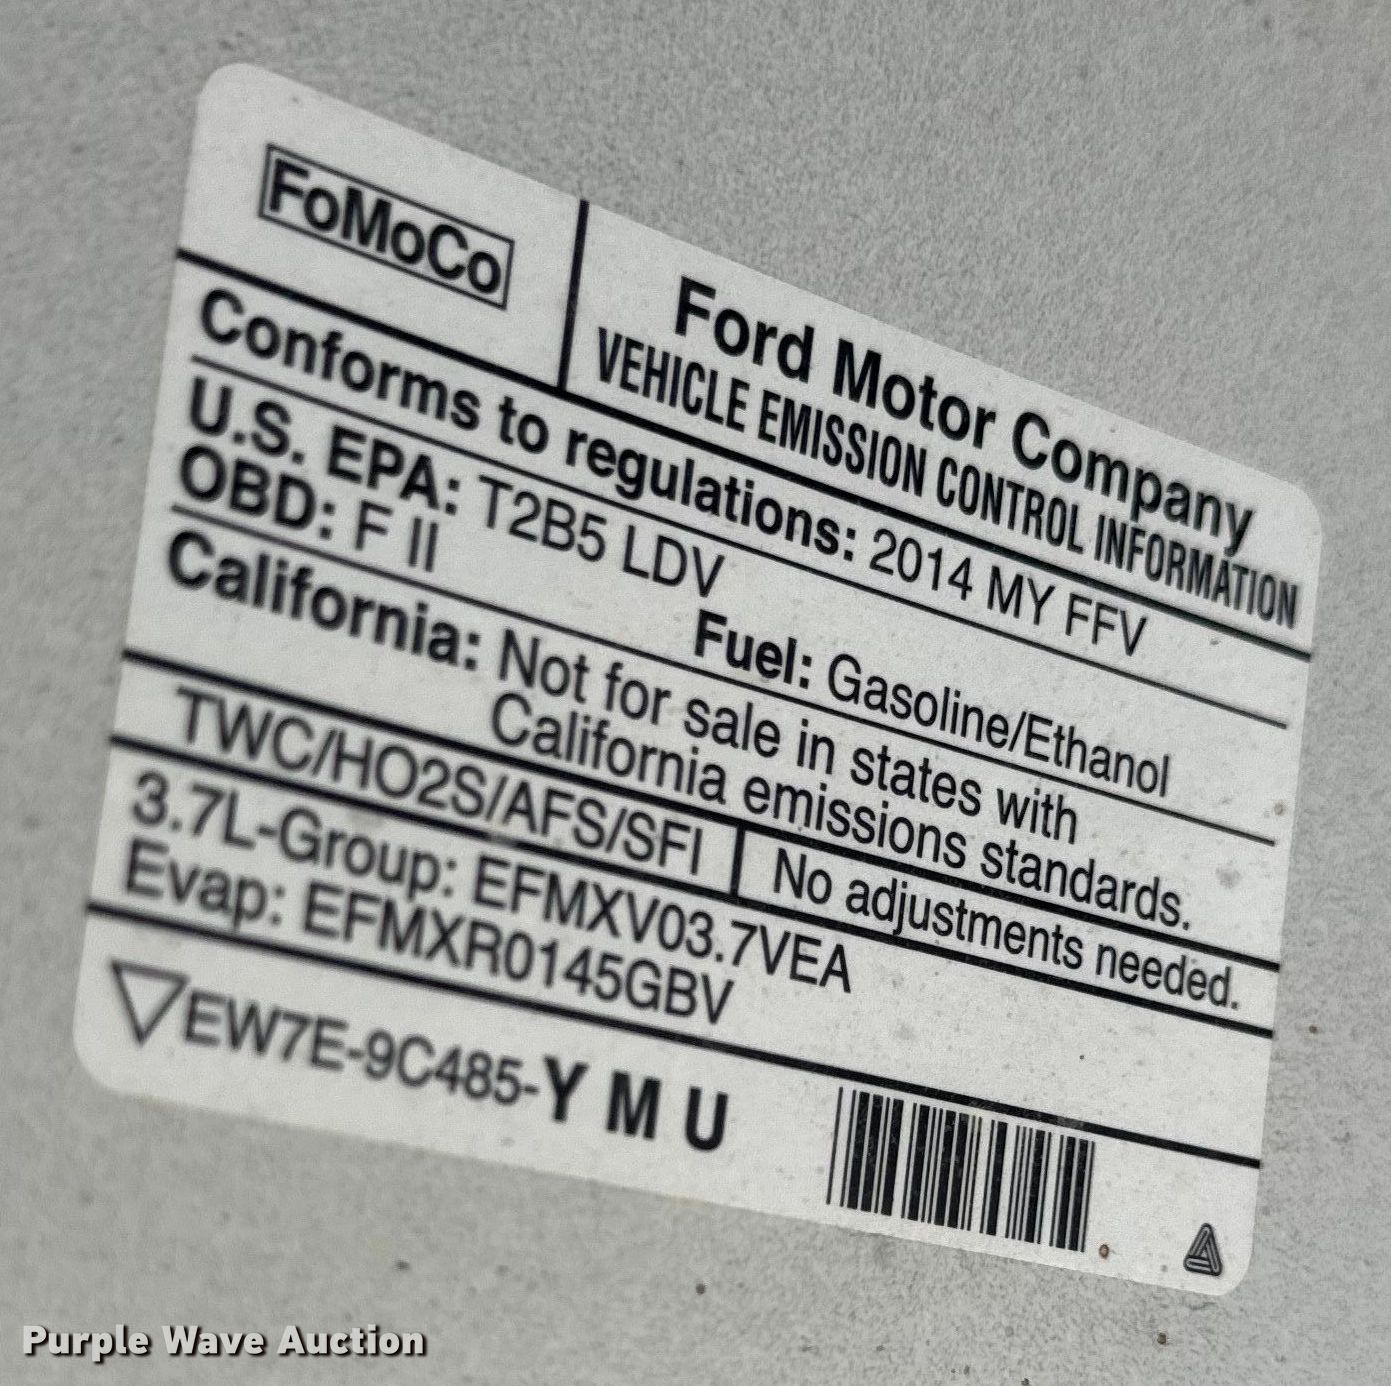 FoMoCo
Ford Motor Company
VEHICLE EMISSION CONTROL INFORMATION
Conforms to regulations: 2014 MY FFV
U.S. EPA: T2B5 LDV
OBD: F II Fuel: Gasoline/Ethanol
California: Not for sale in states with
California emissions standards.
TWC/HO2S/AFS/SFI No adjustments needed.
3.7L-Group: EFMXV03.7VEA
Evap: EFMXR0145GBV
EW7E-9C485-Y M U
Purple Wave Auction